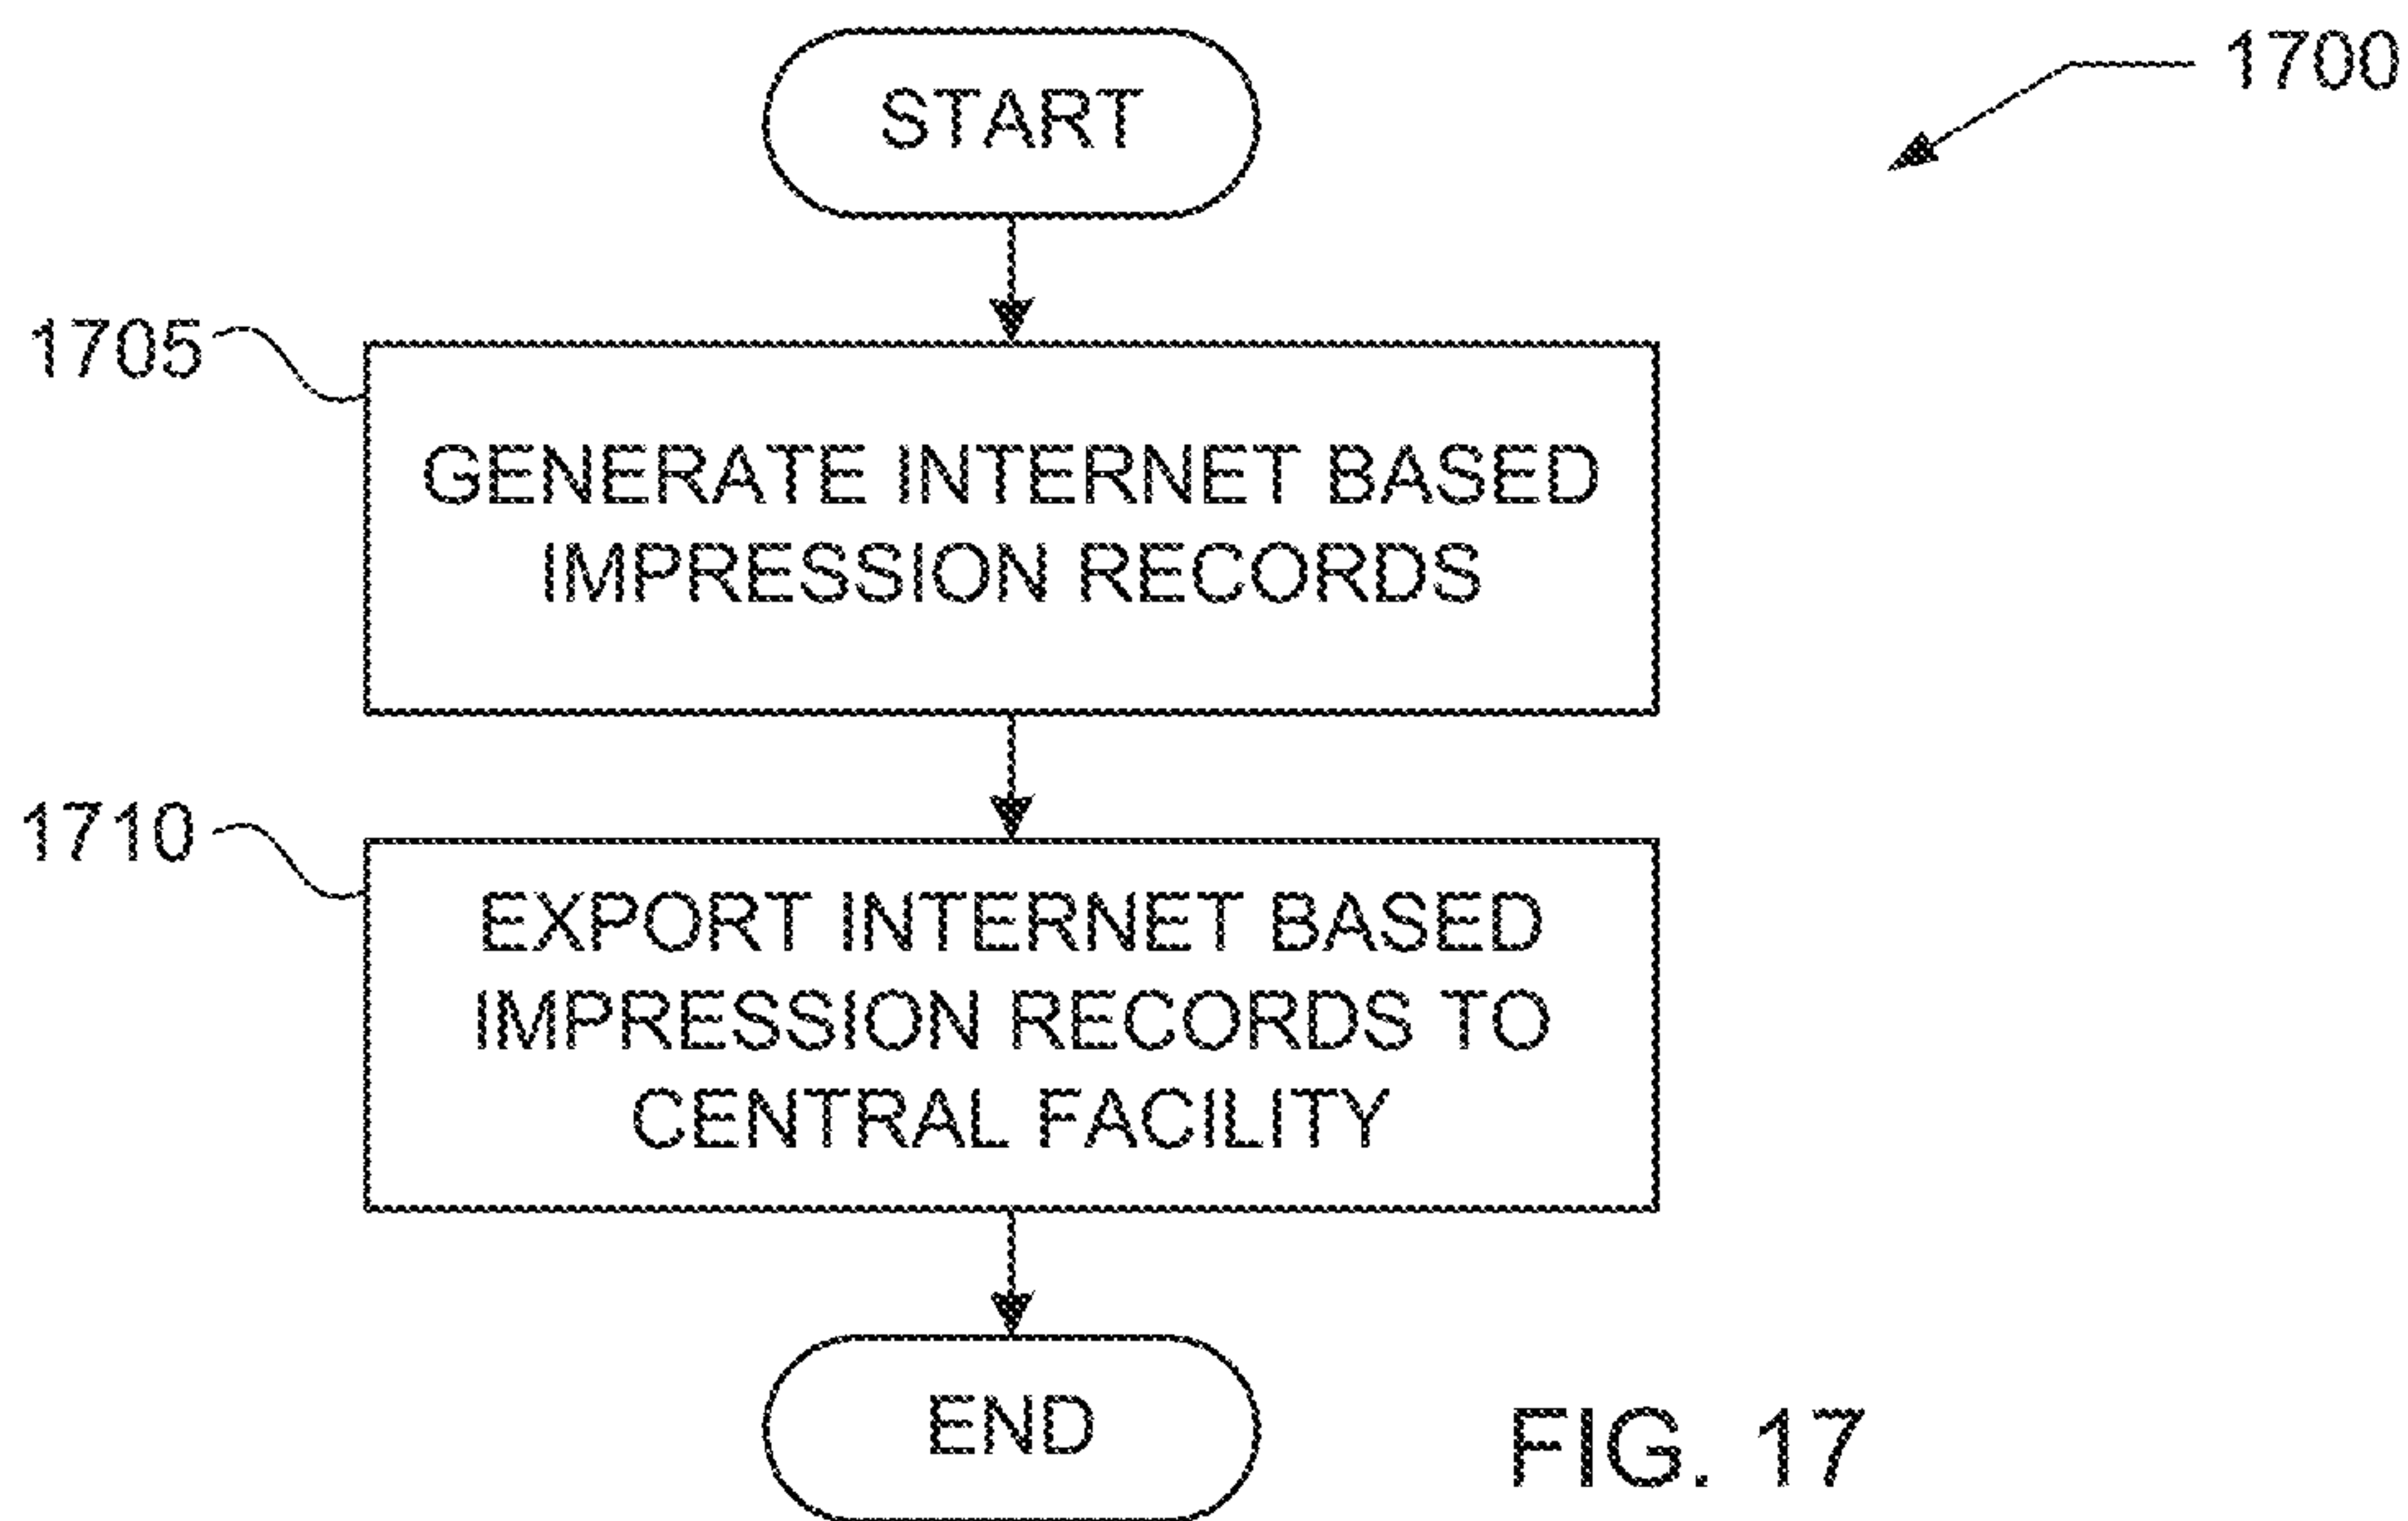 START
1700
1705
GENERATE INTERNET BASED
IMPRESSION RECORDS
1710
EXPORT INTERNET BASED
IMPRESSION RECORDS TO
CENTRAL FACILITY
END
FIG. 17